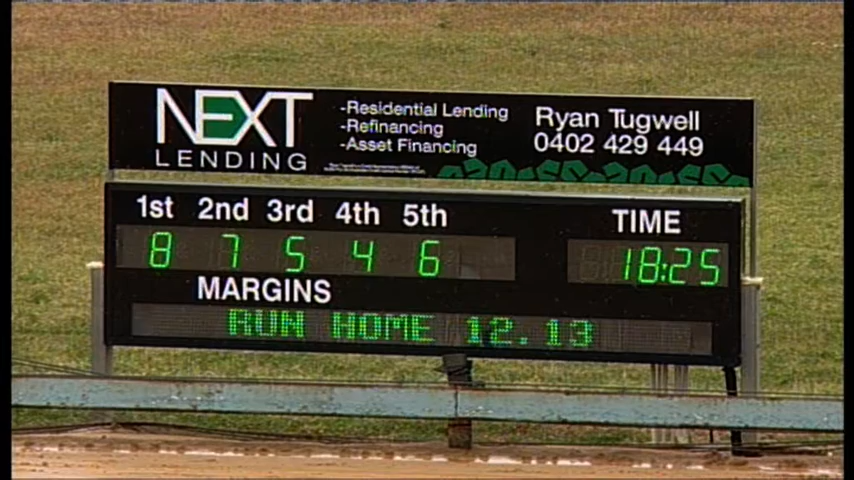 NEXT
LENDING
-Residential Lending
-Refinancing
-Asset Financing
Ryan Tugwell
0402 429 449
1st 2nd 3rd 4th 5th TIME
8 7 5 4 6 18:25
MARGINS
RUN HOME 12.13